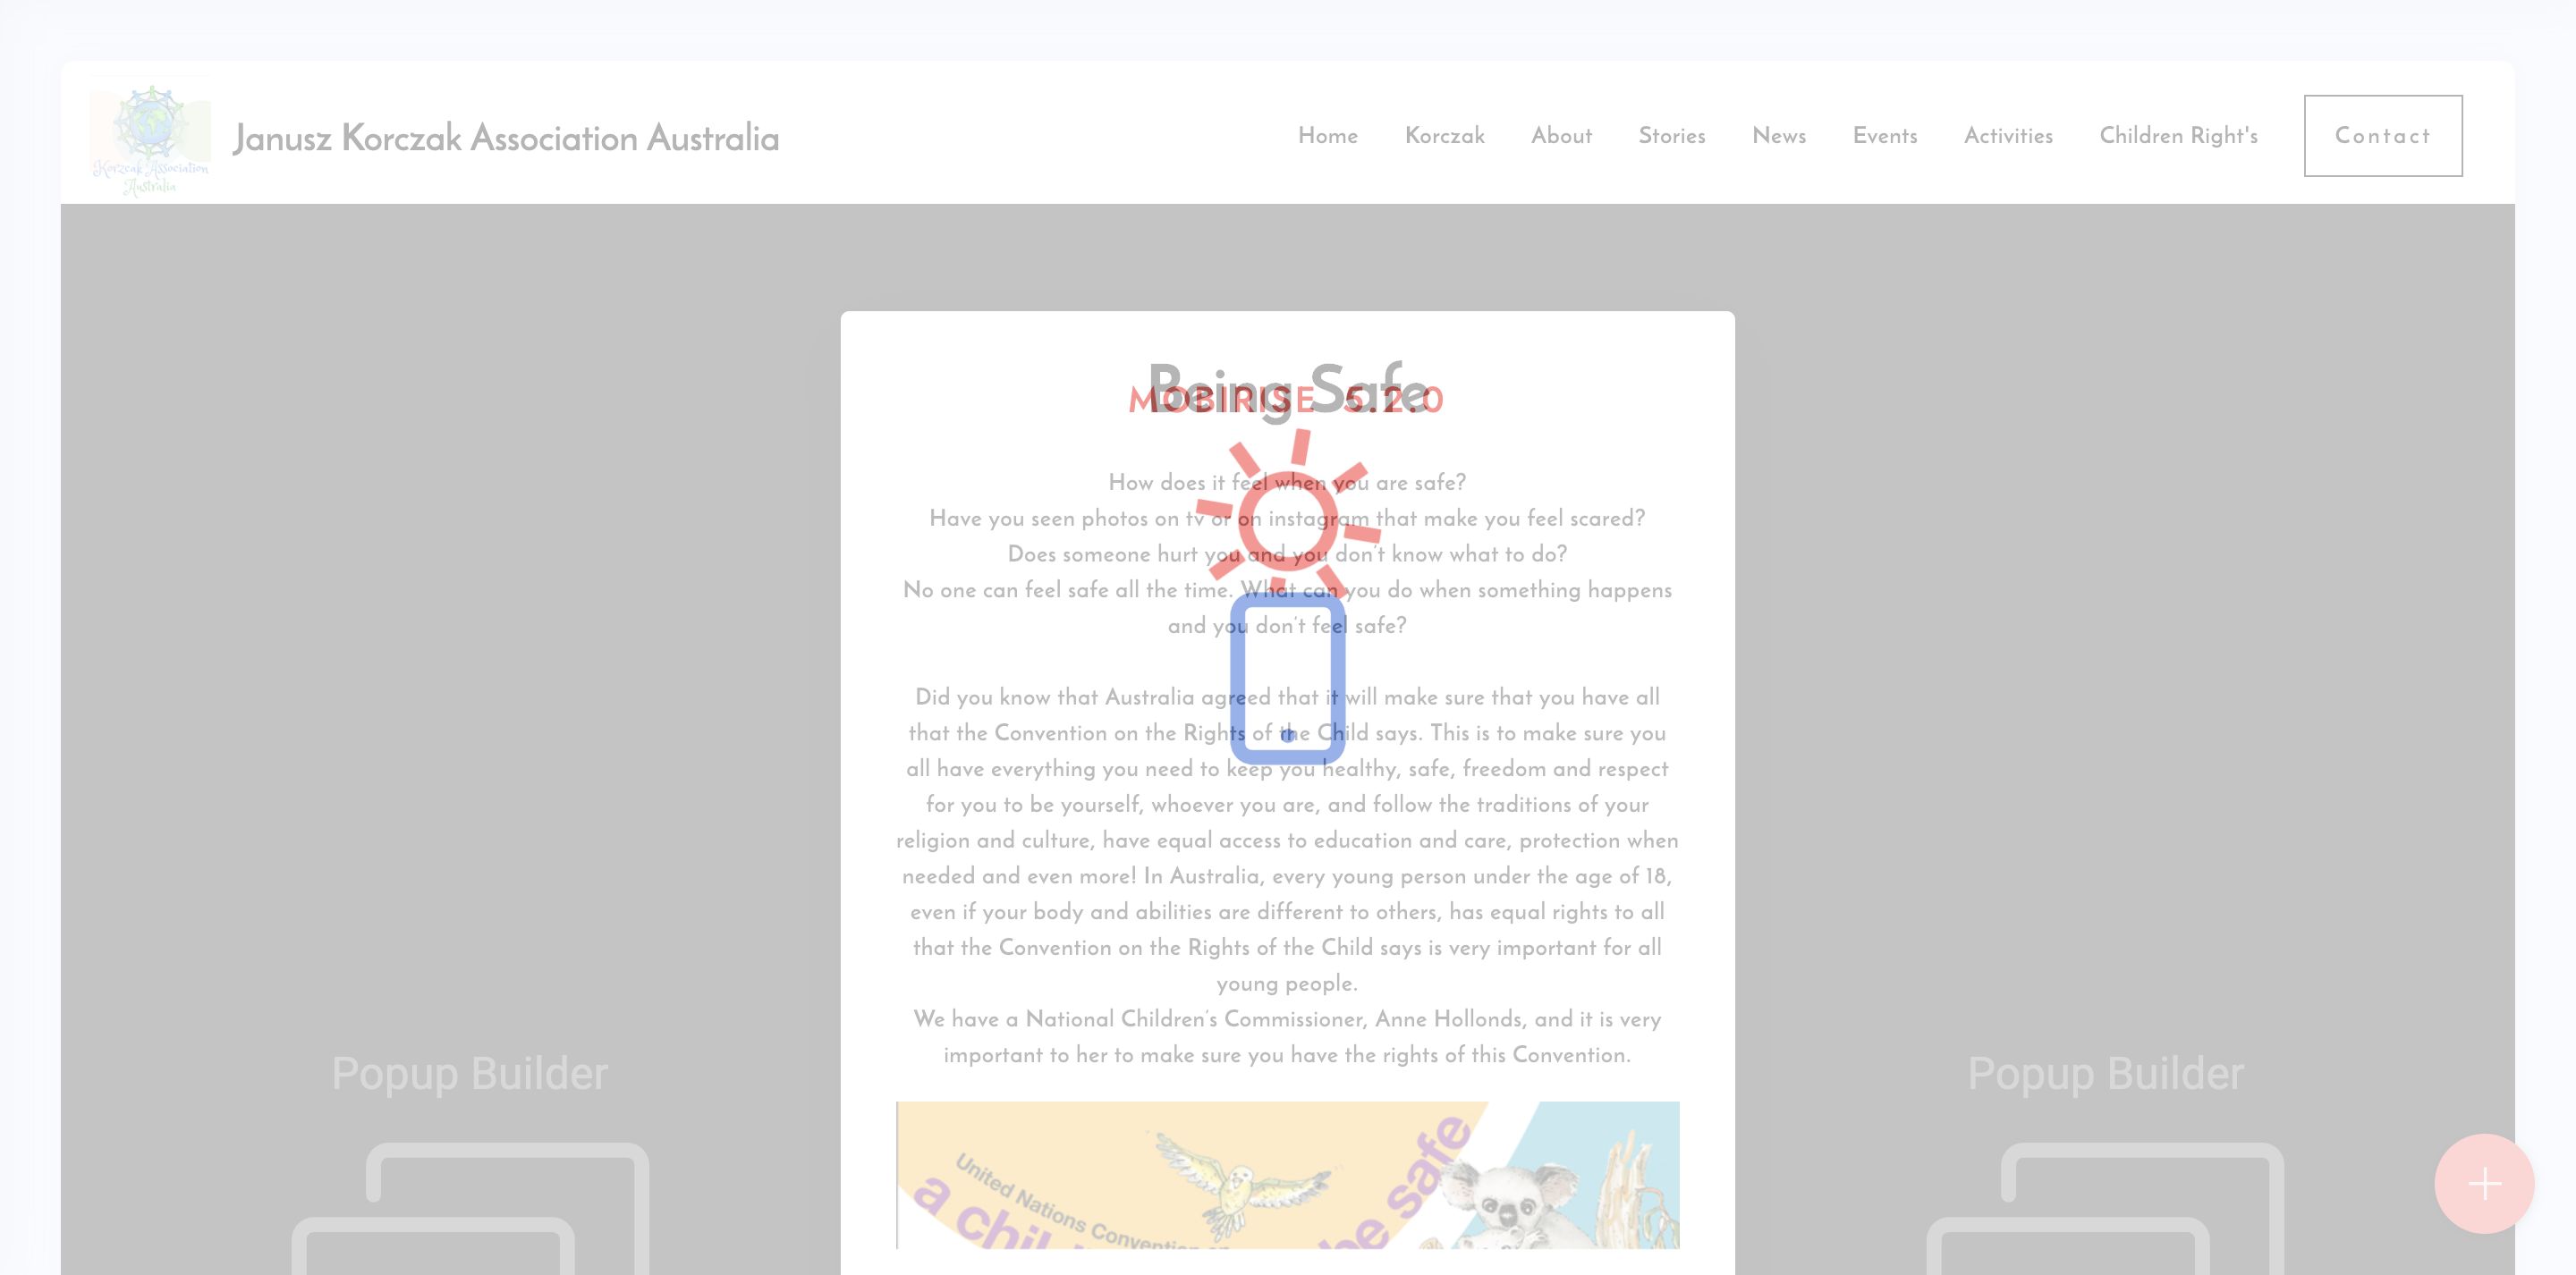 Korczak Association
Australia
Janusz Korczak Association Australia
Home
Korczak
About
Stories
News
Events
Activities
Children Right's
Contact
Being Safe
MOBIRISE 5.2.0
How does it feel when you are safe?
Have you seen photos on tv or on instagram that make you feel scared?
Does someone hurt you and you don't know what to do?
No one can feel safe all the time. What can you do when something happens
and you don't feel safe?
Did you know that Australia agreed that it will make sure that you have all
that the Convention on the Rights of the Child says. This is to make sure you
all have everything you need to keep you healthy, safe, freedom and respect
for you to be yourself, whoever you are, and follow the traditions of your
religion and culture, have equal access to education and care, protection when
needed and even more! In Australia, every young person under the age of 18,
even if your body and abilities are different to others, has equal rights to all
that the Convention on the Rights of the Child says is very important for all
young people.
We have a National Children's Commissioner, Anne Hollonds, and it is very
important to her to make sure you have the rights of this Convention.
Popup Builder
Popup Builder
United Nations Convention
a
be safe